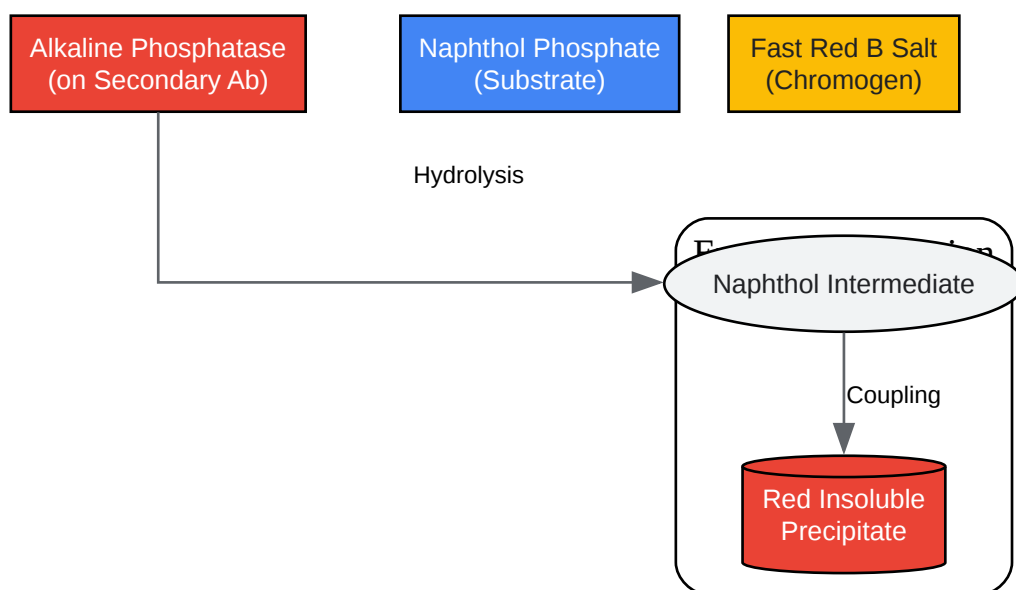 Alkaline Phosphatase
(on Secondary Ab)
Naphthol Phosphate
(Substrate)
Fast Red B Salt
(Chromogen)
Hydrolysis
Naphthol Intermediate
Coupling
Red Insoluble
Precipitate